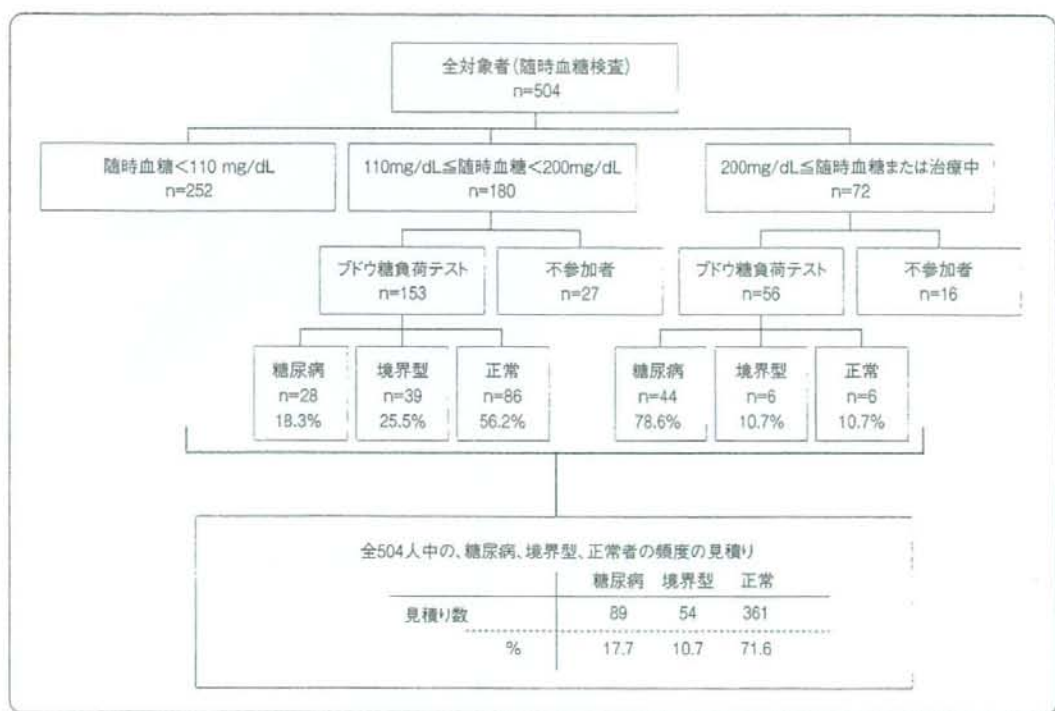 全対象者(随時血糖検査)
n=504
随時血糖<110 mg/dL
n=252
110mg/dL≦随時血糖<200mg/dL
n=180
200mg/dL≦随時血糖または治療中
n=72
ブドウ糖負荷テスト
n=153
不参加者
n=27
ブドウ糖負荷テスト
n=56
不参加者
n=16
糖尿病
n=28
18.3%
境界型
n=39
25.5%
正常
n=86
56.2%
糖尿病
n=44
78.6%
境界型
n=6
10.7%
正常
n=6
10.7%
全504人中の、糖尿病、境界型、正常者の頻度の見積り
糖尿病 境界型 正常
見積り数 89 54 361
% 17.7 10.7 71.6